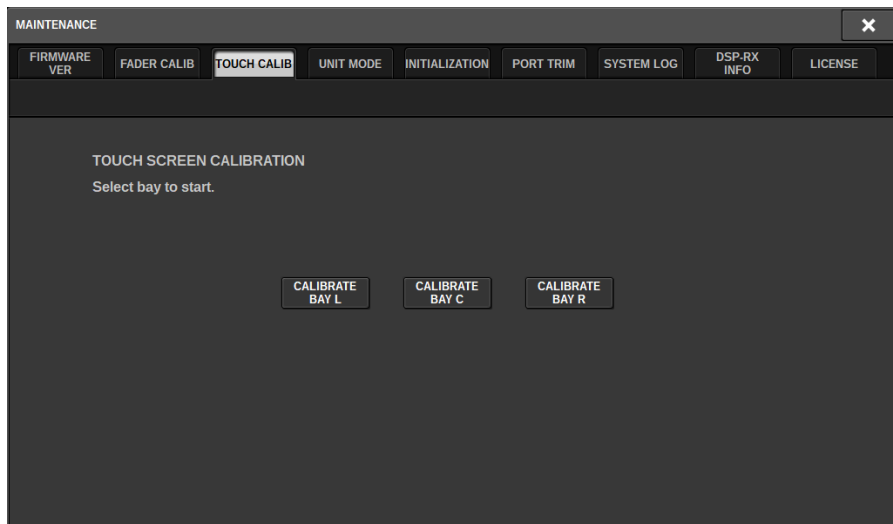 MAINTENANCE
FIRMWARE
VER
FADER CALIB
TOUCH CALIB
UNIT MODE
INITIALIZATION
PORT TRIM
SYSTEM LOG
DSP-RX
INFO
LICENSE
TOUCH SCREEN CALIBRATION
Select bay to start.
CALIBRATE
BAY L
CALIBRATE
BAY C
CALIBRATE
BAY R